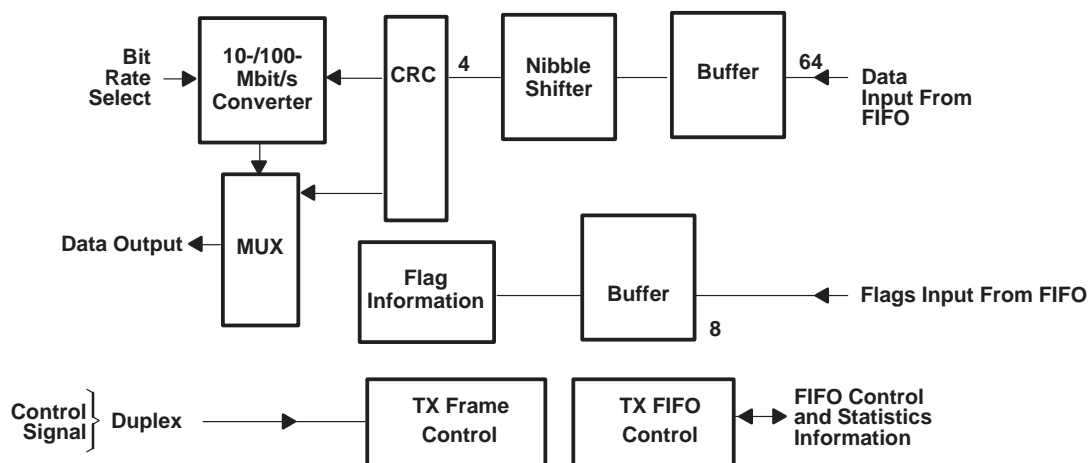 Bit
Rate
Select
10-/100-
Mbit/s
Converter
CRC
4
Nibble
Shifter
Buffer
64
Data
Input From
FIFO
MUX
Data Output
Flag
Information
Buffer
8
Flags Input From FIFO
Control
Signal
Duplex
TX Frame
Control
TX FIFO
Control
FIFO Control
and Statistics
Information